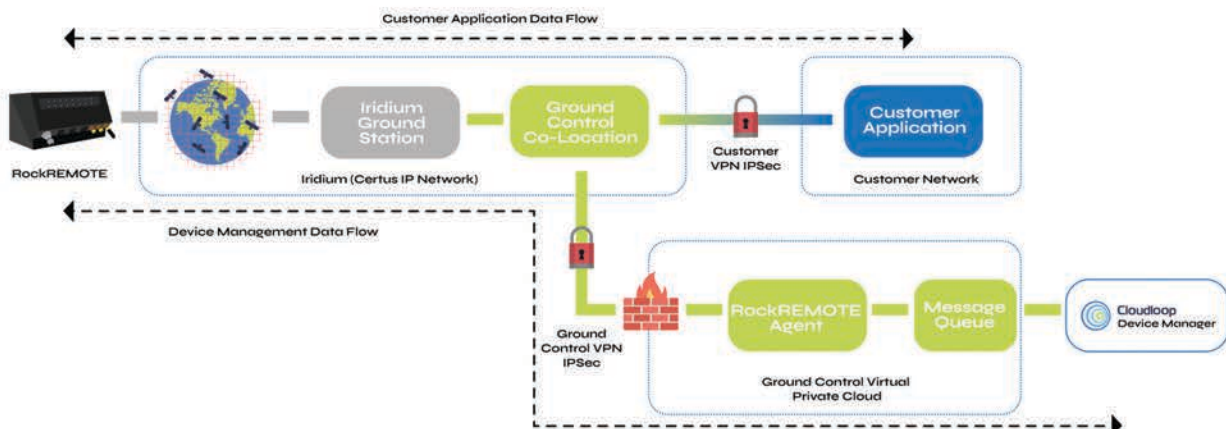 Customer Application Data Flow
Iridium
Ground
Station
Ground
Control
Co-Location
Customer
Application
RockREMOTE
Iridium (Certus IP Network)
Customer
VPN IPSec
Customer Network
Device Management Data Flow
RockREMOTE
Agent
Message
Queue
Cloudloop
Device Manager
Ground
Control VPN
IPSec
Ground Control Virtual
Private Cloud